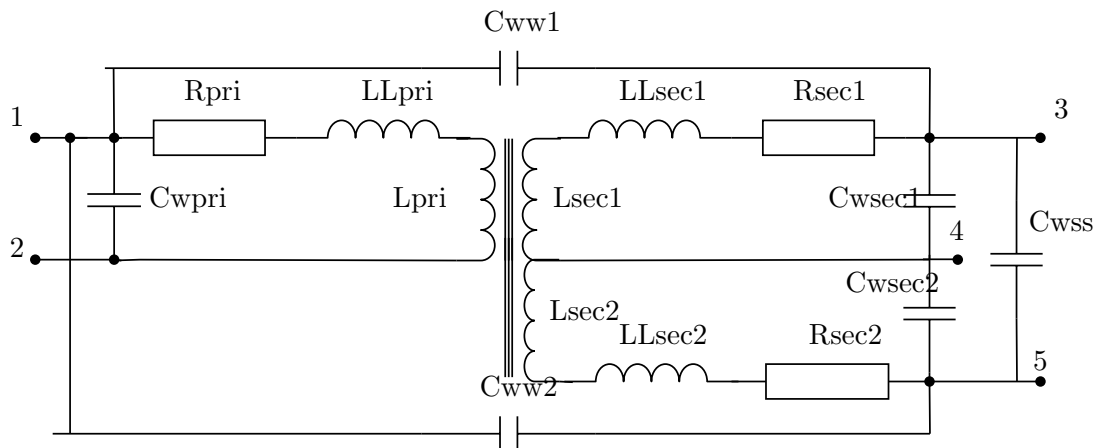 Cww1
Rpri
LLpri
LLsec1
Rsec1
1
3
Cwpri
Lpri
Lsec1
Cwsec1
Cwss
2
4
Cwsec2
Lsec2
LLsec2
Rsec2
5
Cww2